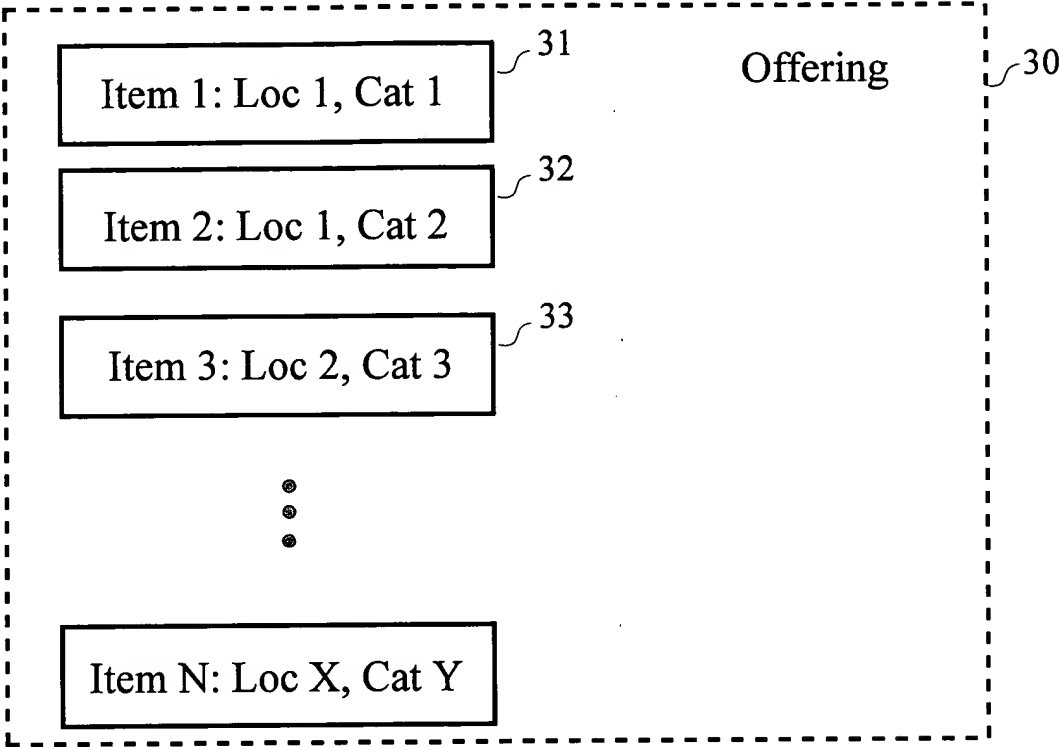 31
Item 1: Loc 1, Cat 1
Offering
30
32
Item 2: Loc 1, Cat 2
33
Item 3: Loc 2, Cat 3
Item N: Loc X, Cat Y